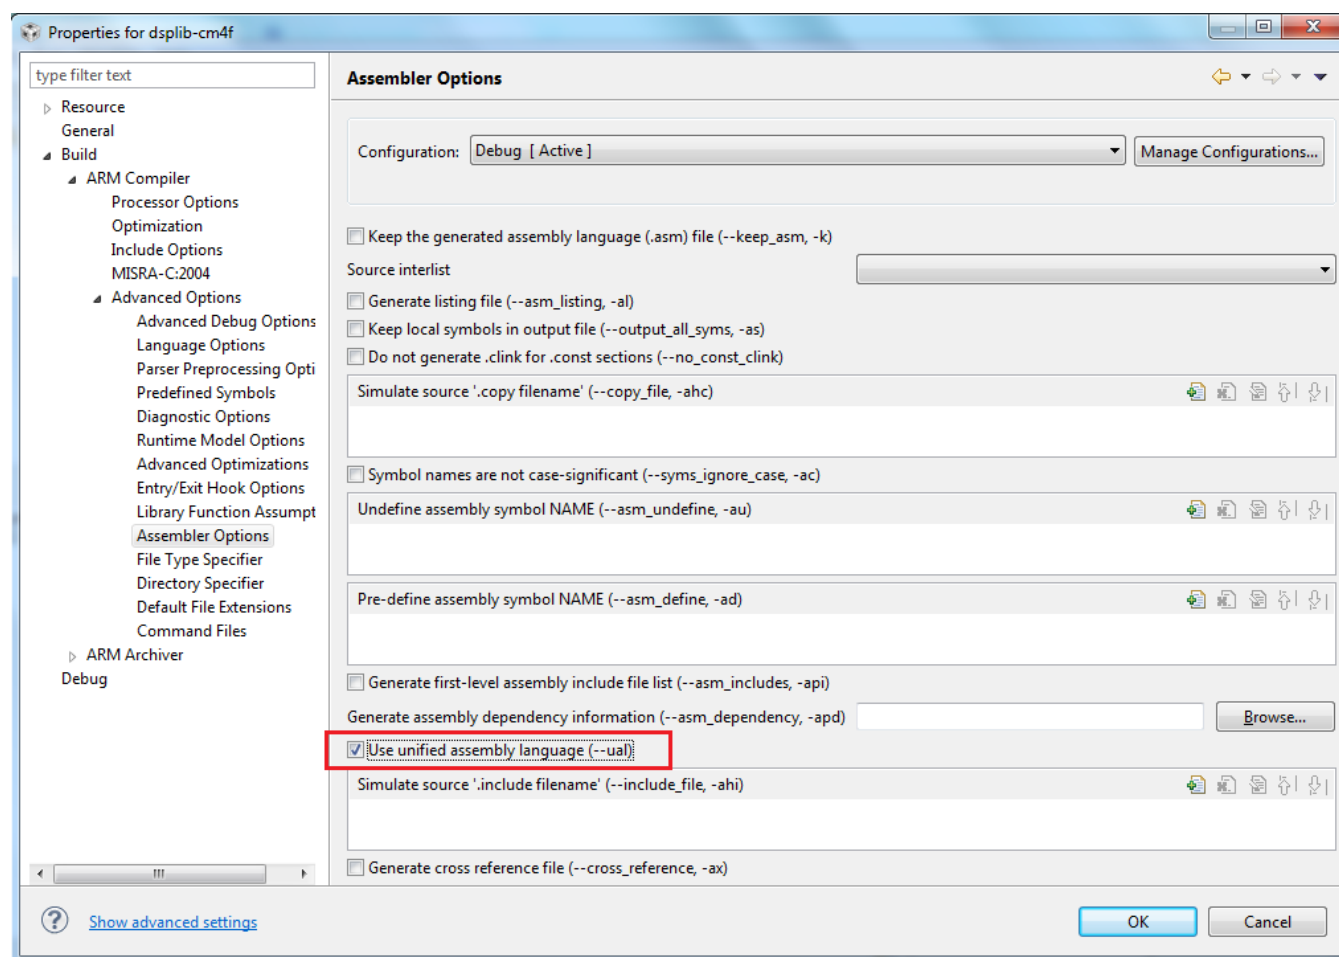 Properties for dsplib-cm4f
type filter text
Resource
General
Build
ARM Compiler
Processor Options
Optimization
Include Options
MISRA-C:2004
Advanced Options
Advanced Debug Options
Language Options
Parser Preprocessing Opti
Predefined Symbols
Diagnostic Options
Runtime Model Options
Advanced Optimizations
Entry/Exit Hook Options
Library Function Assumpt
Assembler Options
File Type Specifier
Directory Specifier
Default File Extensions
Command Files
ARM Archiver
Debug
Assembler Options
Configuration: Debug [ Active ] Manage Configurations...
Keep the generated assembly language (.asm) file (--keep_asm, -k)
Source interlist
Generate listing file (--asm_listing, -al)
Keep local symbols in output file (--output_all_syms, -as)
Do not generate .clink for .const sections (--no_const_clink)
Simulate source '.copy filename' (--copy_file, -ahc)
Symbol names are not case-significant (--syms_ignore_case, -ac)
Undefine assembly symbol NAME (--asm_undefine, -au)
Pre-define assembly symbol NAME (--asm_define, -ad)
Generate first-level assembly include file list (--asm_includes, -api)
Generate assembly dependency information (--asm_dependency, -apd) Browse...
Use unified assembly language (--ual)
Simulate source '.include filename' (--include_file, -ahi)
Generate cross reference file (--cross_reference, -ax)
Show advanced settings
OK Cancel